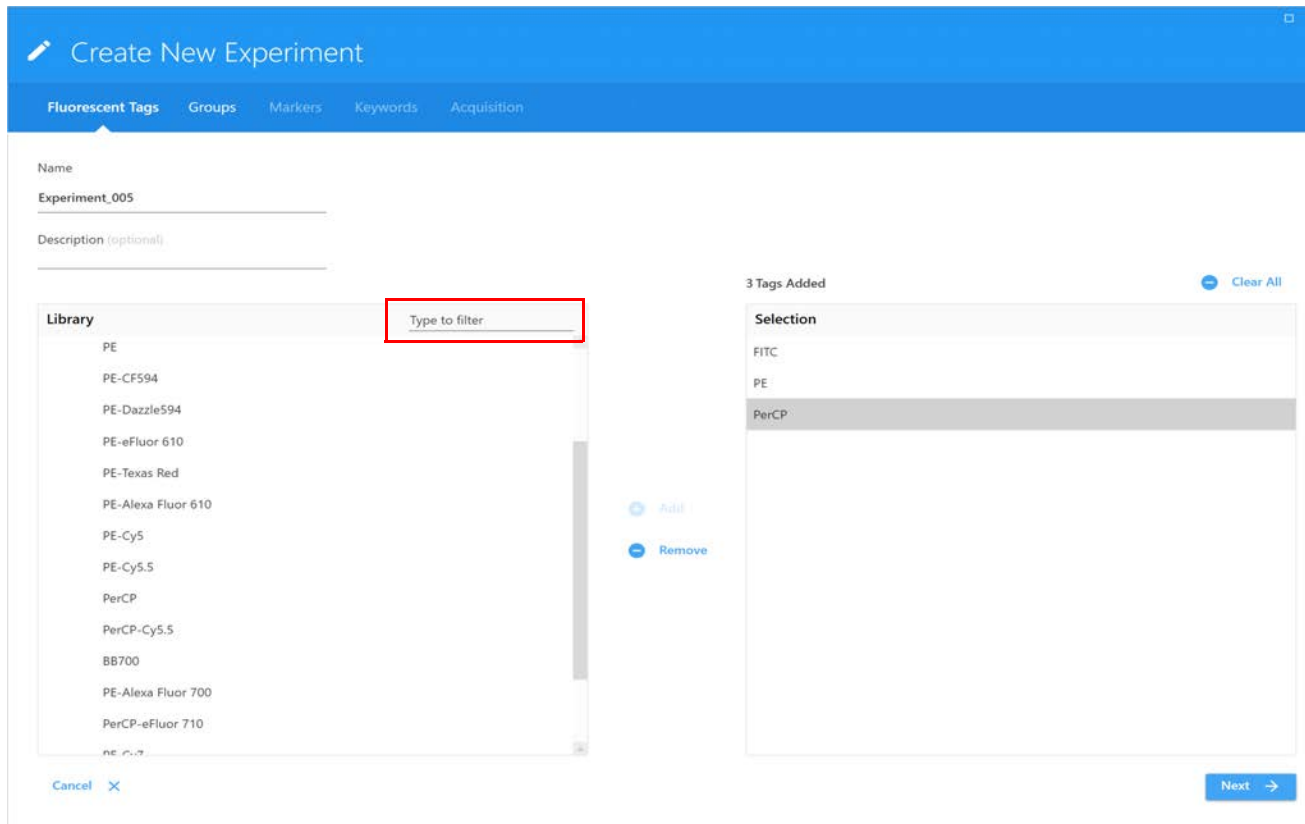 Create New Experiment
Fluorescent Tags Groups Markers Keywords Acquisition
Name
Experiment_005
Description (optional)
3 Tags Added
Clear All
Library
Type to filter
PE
PE-CF594
PE-Dazzle594
PE-eFluor 610
PE-Texas Red
PE-Alexa Fluor 610
PE-Cy5
PE-Cy5.5
PerCP
PerCP-Cy5.5
BB700
PE-Alexa Fluor 700
PerCP-eFluor 710
PE-Cy7
Add
Remove
Selection
FITC
PE
PerCP
Cancel
Next